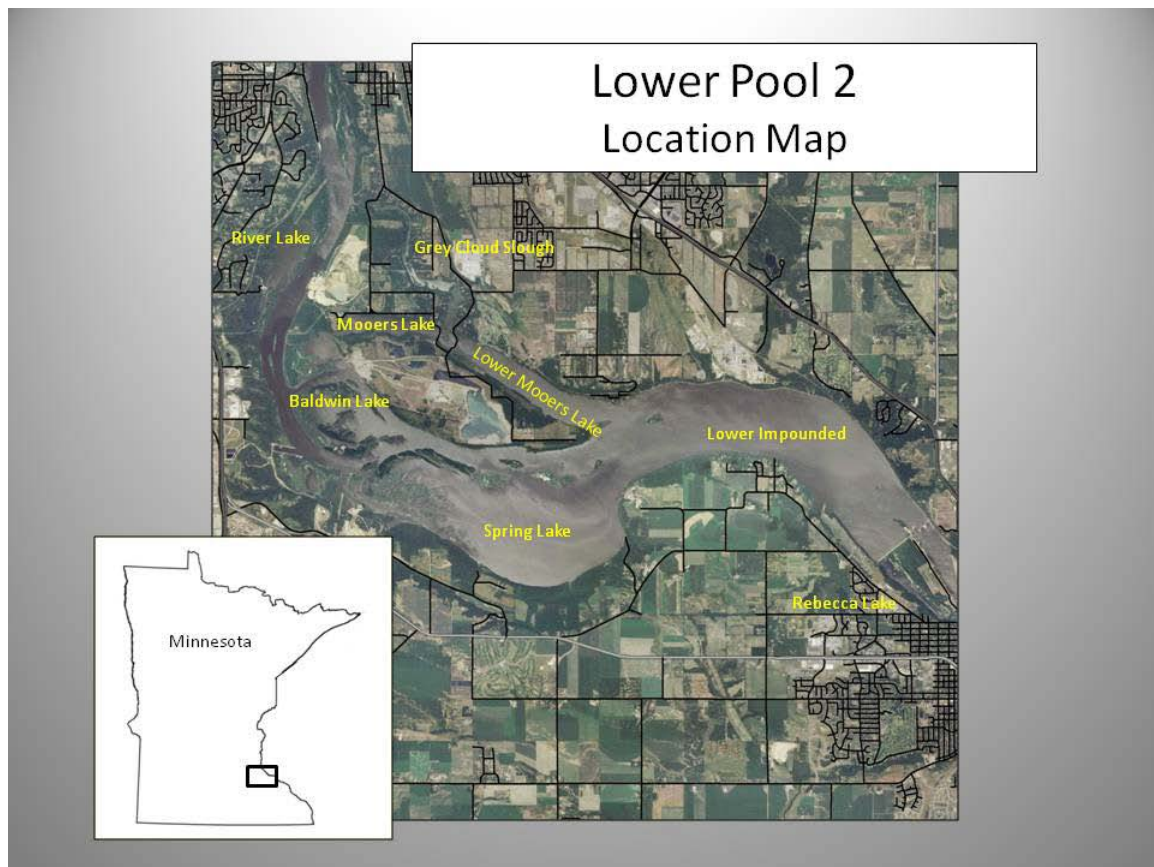 Lower Pool 2
Location Map
River Lake
Grey Cloud Slough
Mooers Lake
Lower Mooers Lake
Baldwin Lake
Lower Impounded
Spring Lake
Rebecca Lake
Minnesota